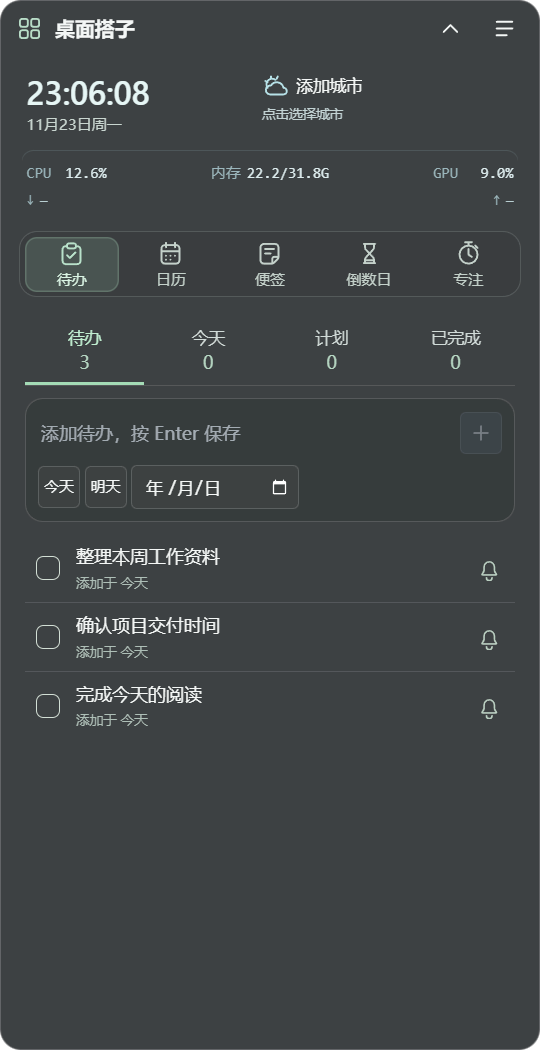 桌面搭子
23:06:08
11月23日周一
添加城市
点击选择城市
CPU 12.6% 内存 22.2/31.8G GPU 9.0%
↓ – ↑ –
待办 日历 便签 倒数日 专注
待办 今天 计划 已完成
3 0 0 0
添加待办，按 Enter 保存
今天 明天 年 /月/日
整理本周工作资料
添加于 今天
确认项目交付时间
添加于 今天
完成今天的阅读
添加于 今天